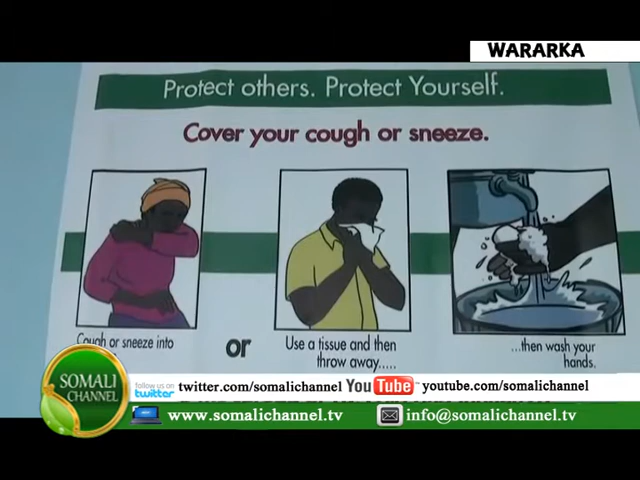 WARARKA
Protect others. Protect Yourself.
Cover your cough or sneeze.
Cough or sneeze into
or
Use a tissue and then
throw away.....
...then wash your
hands.
SOMALI
CHANNEL
follow us on
twitter
twitter.com/somalichannel
You Tube
youtube.com/somalichannel
www.somalichannel.tv
info@somalichannel.tv